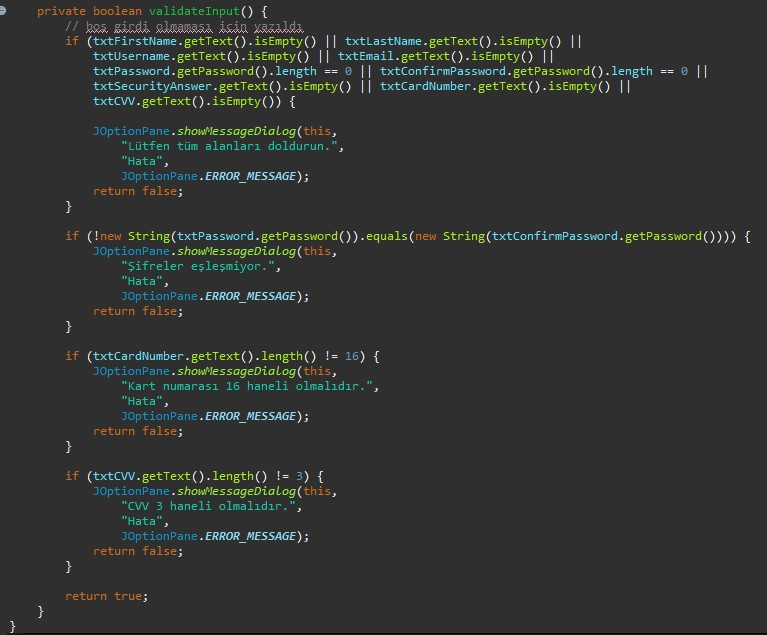 private boolean validateInput() {
// boş girdi olmaması için yazıldı
if (txtFirstName.getText().isEmpty() || txtLastName.getText().isEmpty() ||
txtUsername.getText().isEmpty() || txtEmail.getText().isEmpty() ||
txtPassword.getPassword().length == 0 || txtConfirmPassword.getPassword().length == 0 ||
txtSecurityAnswer.getText().isEmpty() || txtCardNumber.getText().isEmpty() ||
txtCVV.getText().isEmpty()) {
JOptionPane.showMessageDialog(this,
"Lütfen tüm alanları doldurun.",
"Hata",
JOptionPane.ERROR_MESSAGE);
return false;
}
if (!new String(txtPassword.getPassword()).equals(new String(txtConfirmPassword.getPassword()))) {
JOptionPane.showMessageDialog(this,
"Şifreler eşleşmiyor.",
"Hata",
JOptionPane.ERROR_MESSAGE);
return false;
}
if (txtCardNumber.getText().length() != 16) {
JOptionPane.showMessageDialog(this,
"Kart numarası 16 haneli olmalıdır.",
"Hata",
JOptionPane.ERROR_MESSAGE);
return false;
}
if (txtCVV.getText().length() != 3) {
JOptionPane.showMessageDialog(this,
"CVV 3 haneli olmalıdır.",
"Hata",
JOptionPane.ERROR_MESSAGE);
return false;
}
return true;
}
}